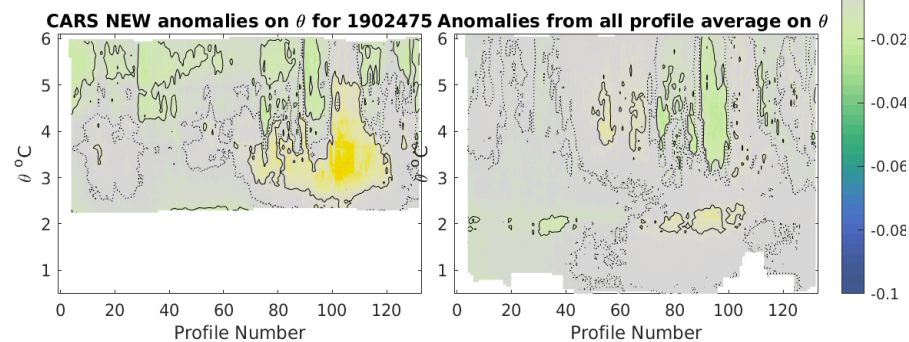 CARS NEW anomalies on θ for 1902475
Anomalies from all profile average on θ
6
5
4
3
2
1
θ °C
0 20 40 60 80 100 120
Profile Number
6
5
4
3
2
1
θ °C
0 20 40 60 80 100 120
Profile Number
-0.02
-0.04
-0.06
-0.08
-0.1